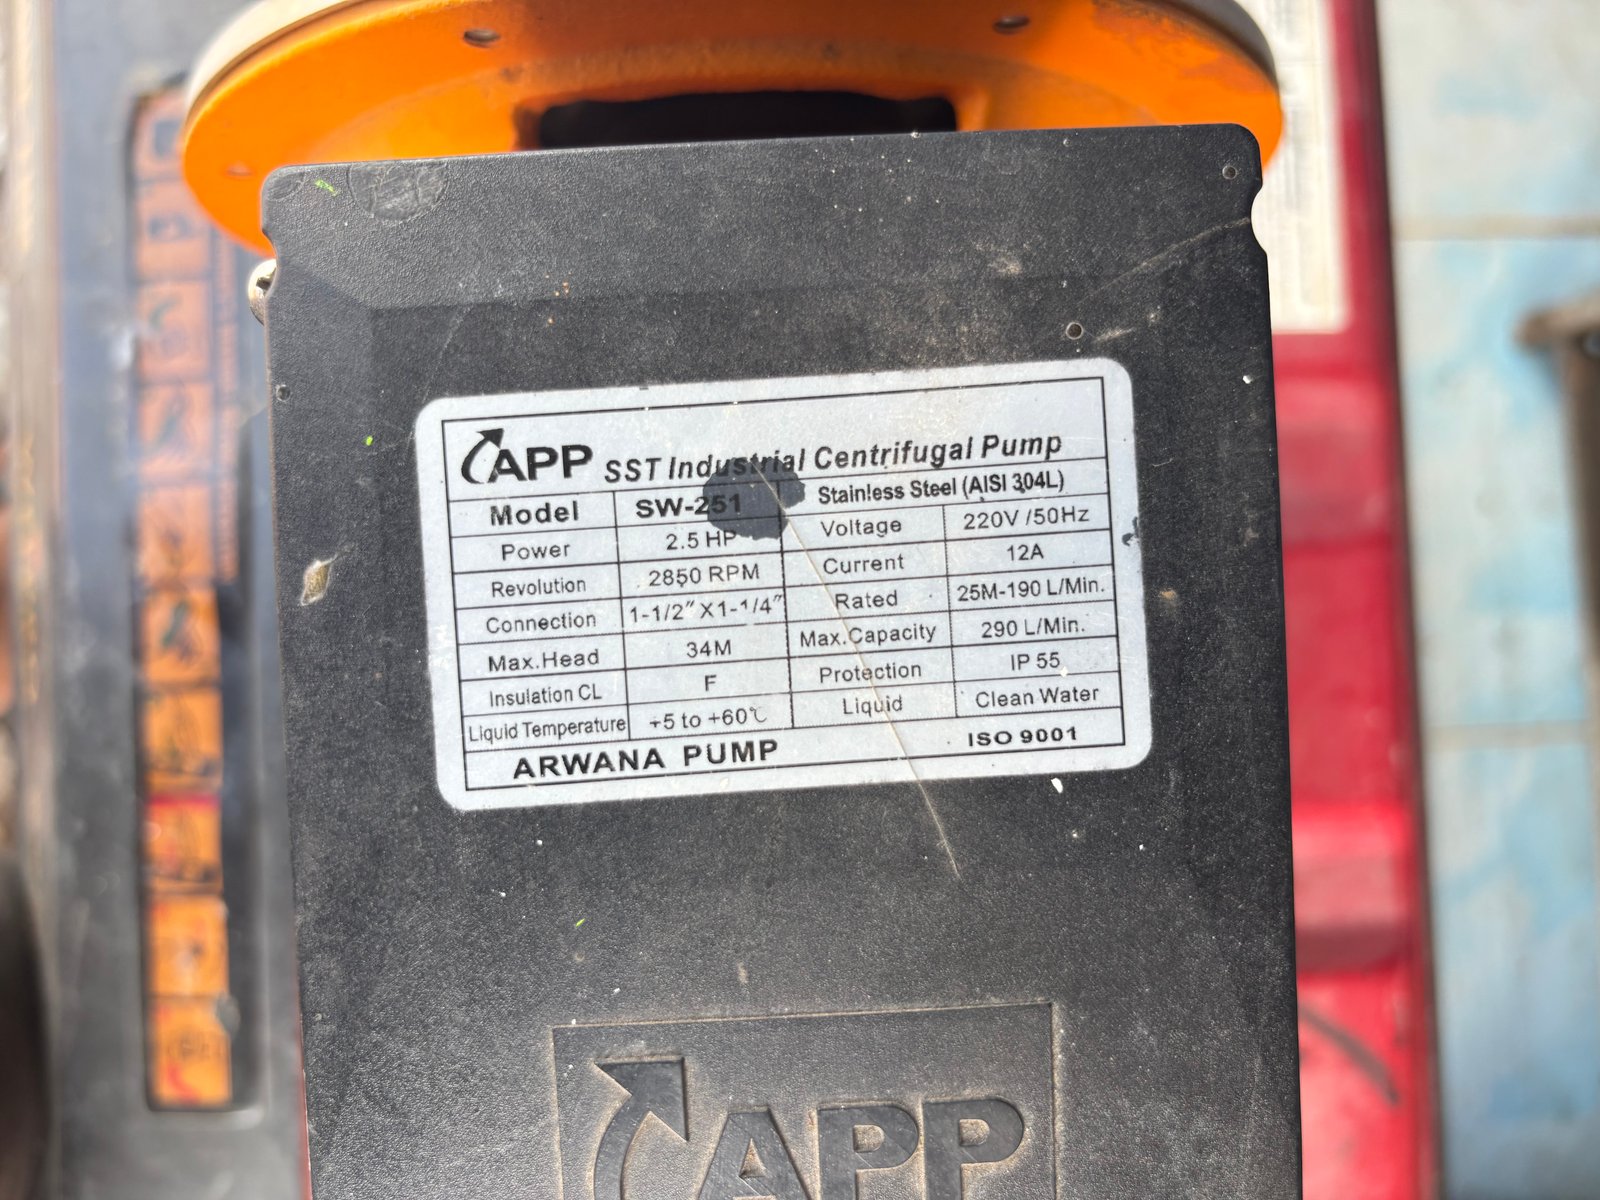 APP SST Industrial Centrifugal Pump
Model SW-251 Stainless Steel (AISI 304L)
Power 2.5 HP Voltage 220V /50Hz
Revolution 2850 RPM Current 12A
Connection 1-1/2" X1-1/4" Rated 25M-190 L/Min.
Max.Head 34M Max.Capacity 290 L/Min.
Insulation CL F Protection IP 55
Liquid Temperature +5 to +60℃ Liquid Clean Water
ARWANA PUMP ISO 9001
APP